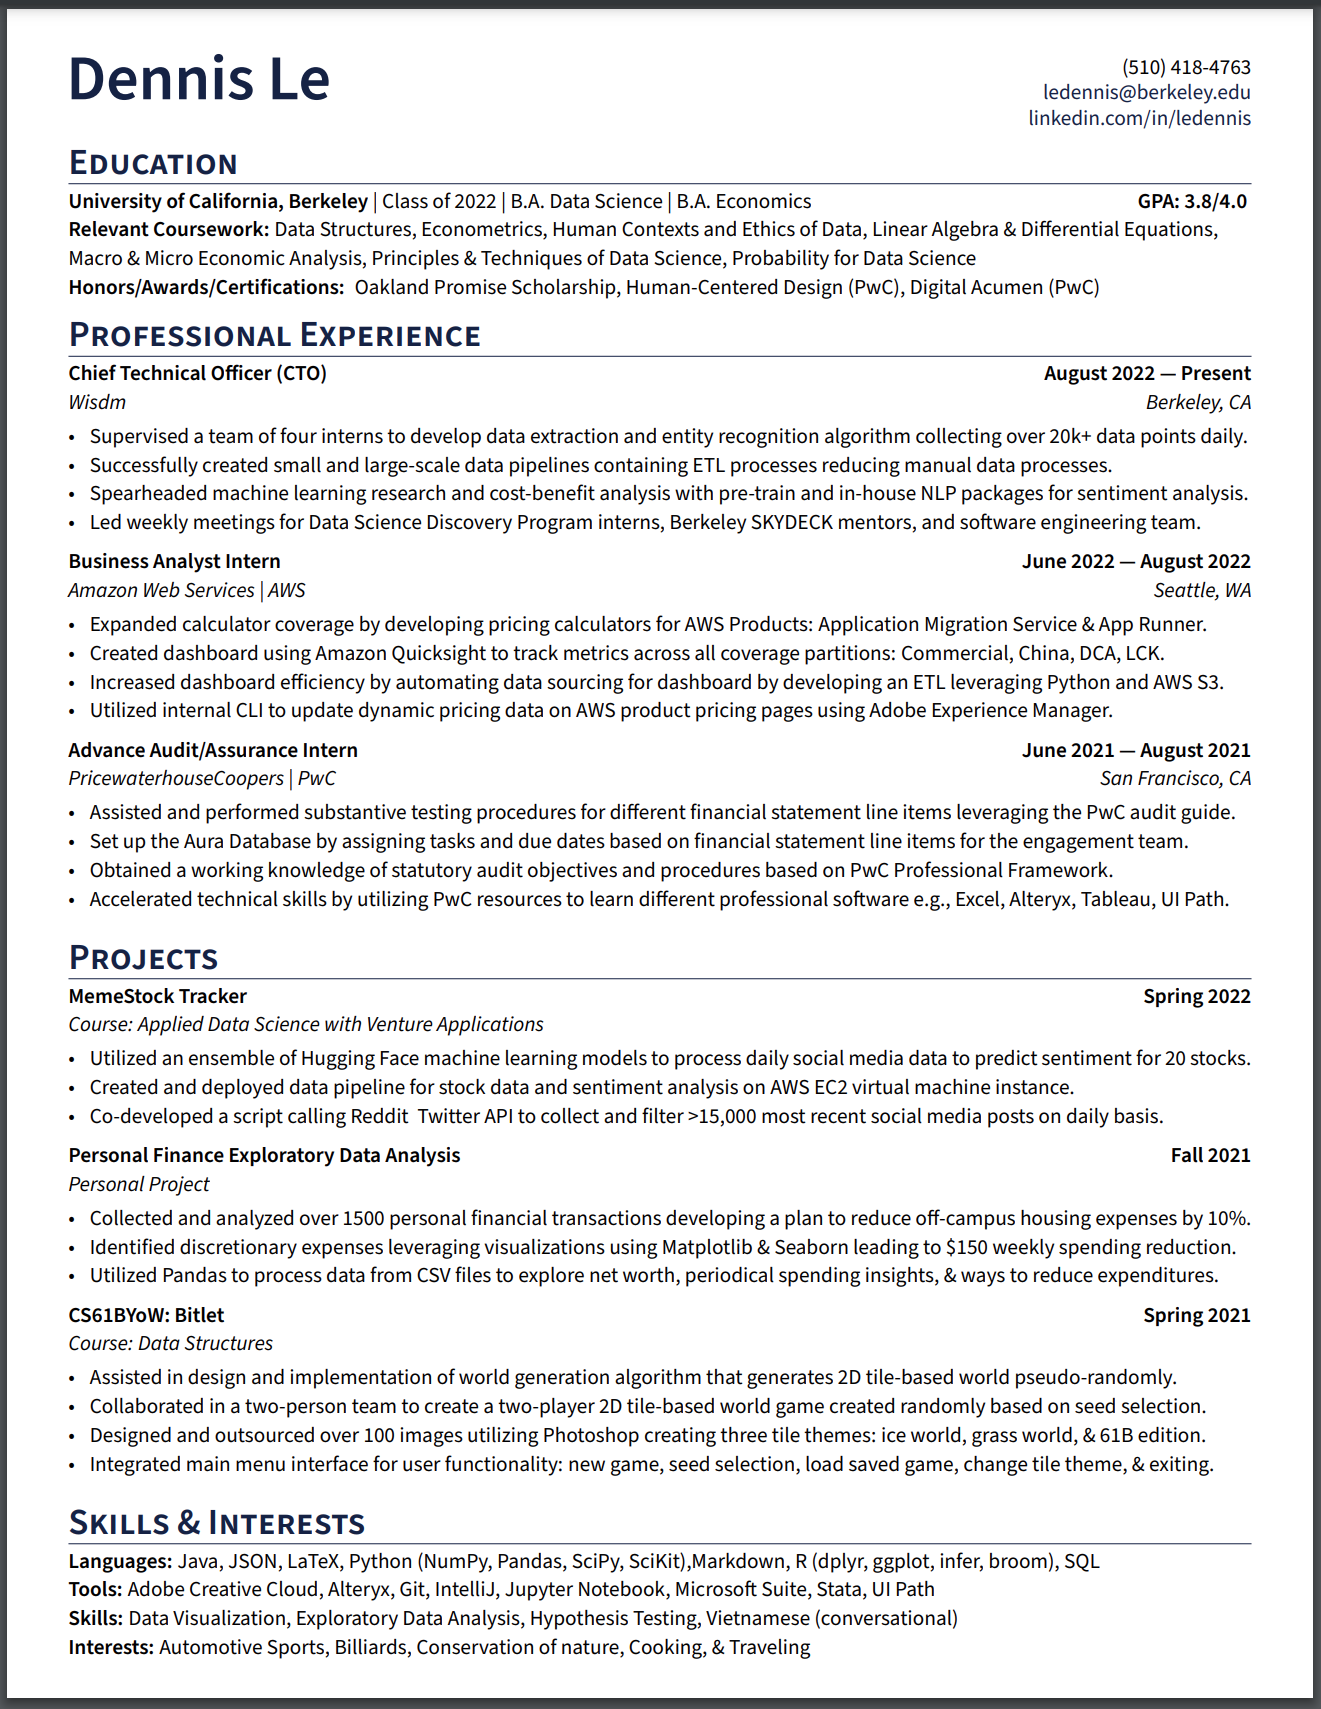 Dennis Le
(510) 418-4763
ledennis@berkeley.edu
linkedin.com/in/ledennis
EDUCATION
University of California, Berkeley | Class of 2022 | B.A. Data Science | B.A. Economics GPA: 3.8/4.0
Relevant Coursework: Data Structures, Econometrics, Human Contexts and Ethics of Data, Linear Algebra & Differential Equations,
Macro & Micro Economic Analysis, Principles & Techniques of Data Science, Probability for Data Science
Honors/Awards/Certifications: Oakland Promise Scholarship, Human-Centered Design (PwC), Digital Acumen (PwC)
PROFESSIONAL EXPERIENCE
Chief Technical Officer (CTO) August 2022 — Present
Wisdm Berkeley, CA
• Supervised a team of four interns to develop data extraction and entity recognition algorithm collecting over 20k+ data points daily.
• Successfully created small and large-scale data pipelines containing ETL processes reducing manual data processes.
• Spearheaded machine learning research and cost-benefit analysis with pre-train and in-house NLP packages for sentiment analysis.
• Led weekly meetings for Data Science Discovery Program interns, Berkeley SKYDECK mentors, and software engineering team.
Business Analyst Intern June 2022 — August 2022
Amazon Web Services | AWS Seattle, WA
• Expanded calculator coverage by developing pricing calculators for AWS Products: Application Migration Service & App Runner.
• Created dashboard using Amazon Quicksight to track metrics across all coverage partitions: Commercial, China, DCA, LCK.
• Increased dashboard efficiency by automating data sourcing for dashboard by developing an ETL leveraging Python and AWS S3.
• Utilized internal CLI to update dynamic pricing data on AWS product pricing pages using Adobe Experience Manager.
Advance Audit/Assurance Intern June 2021 — August 2021
PricewaterhouseCoopers | PwC San Francisco, CA
• Assisted and performed substantive testing procedures for different financial statement line items leveraging the PwC audit guide.
• Set up the Aura Database by assigning tasks and due dates based on financial statement line items for the engagement team.
• Obtained a working knowledge of statutory audit objectives and procedures based on PwC Professional Framework.
• Accelerated technical skills by utilizing PwC resources to learn different professional software e.g., Excel, Alteryx, Tableau, UI Path.
PROJECTS
MemeStock Tracker Spring 2022
Course: Applied Data Science with Venture Applications
• Utilized an ensemble of Hugging Face machine learning models to process daily social media data to predict sentiment for 20 stocks.
• Created and deployed data pipeline for stock data and sentiment analysis on AWS EC2 virtual machine instance.
• Co-developed a script calling Reddit Twitter API to collect and filter >15,000 most recent social media posts on daily basis.
Personal Finance Exploratory Data Analysis Fall 2021
Personal Project
• Collected and analyzed over 1500 personal financial transactions developing a plan to reduce off-campus housing expenses by 10%.
• Identified discretionary expenses leveraging visualizations using Matplotlib & Seaborn leading to $150 weekly spending reduction.
• Utilized Pandas to process data from CSV files to explore net worth, periodical spending insights, & ways to reduce expenditures.
CS61BYoW: Bitlet Spring 2021
Course: Data Structures
• Assisted in design and implementation of world generation algorithm that generates 2D tile-based world pseudo-randomly.
• Collaborated in a two-person team to create a two-player 2D tile-based world game created randomly based on seed selection.
• Designed and outsourced over 100 images utilizing Photoshop creating three tile themes: ice world, grass world, & 61B edition.
• Integrated main menu interface for user functionality: new game, seed selection, load saved game, change tile theme, & exiting.
SKILLS & INTERESTS
Languages: Java, JSON, LaTeX, Python (NumPy, Pandas, SciPy, SciKit),Markdown, R (dplyr, ggplot, infer, broom), SQL
Tools: Adobe Creative Cloud, Alteryx, Git, IntelliJ, Jupyter Notebook, Microsoft Suite, Stata, UI Path
Skills: Data Visualization, Exploratory Data Analysis, Hypothesis Testing, Vietnamese (conversational)
Interests: Automotive Sports, Billiards, Conservation of nature, Cooking, & Traveling